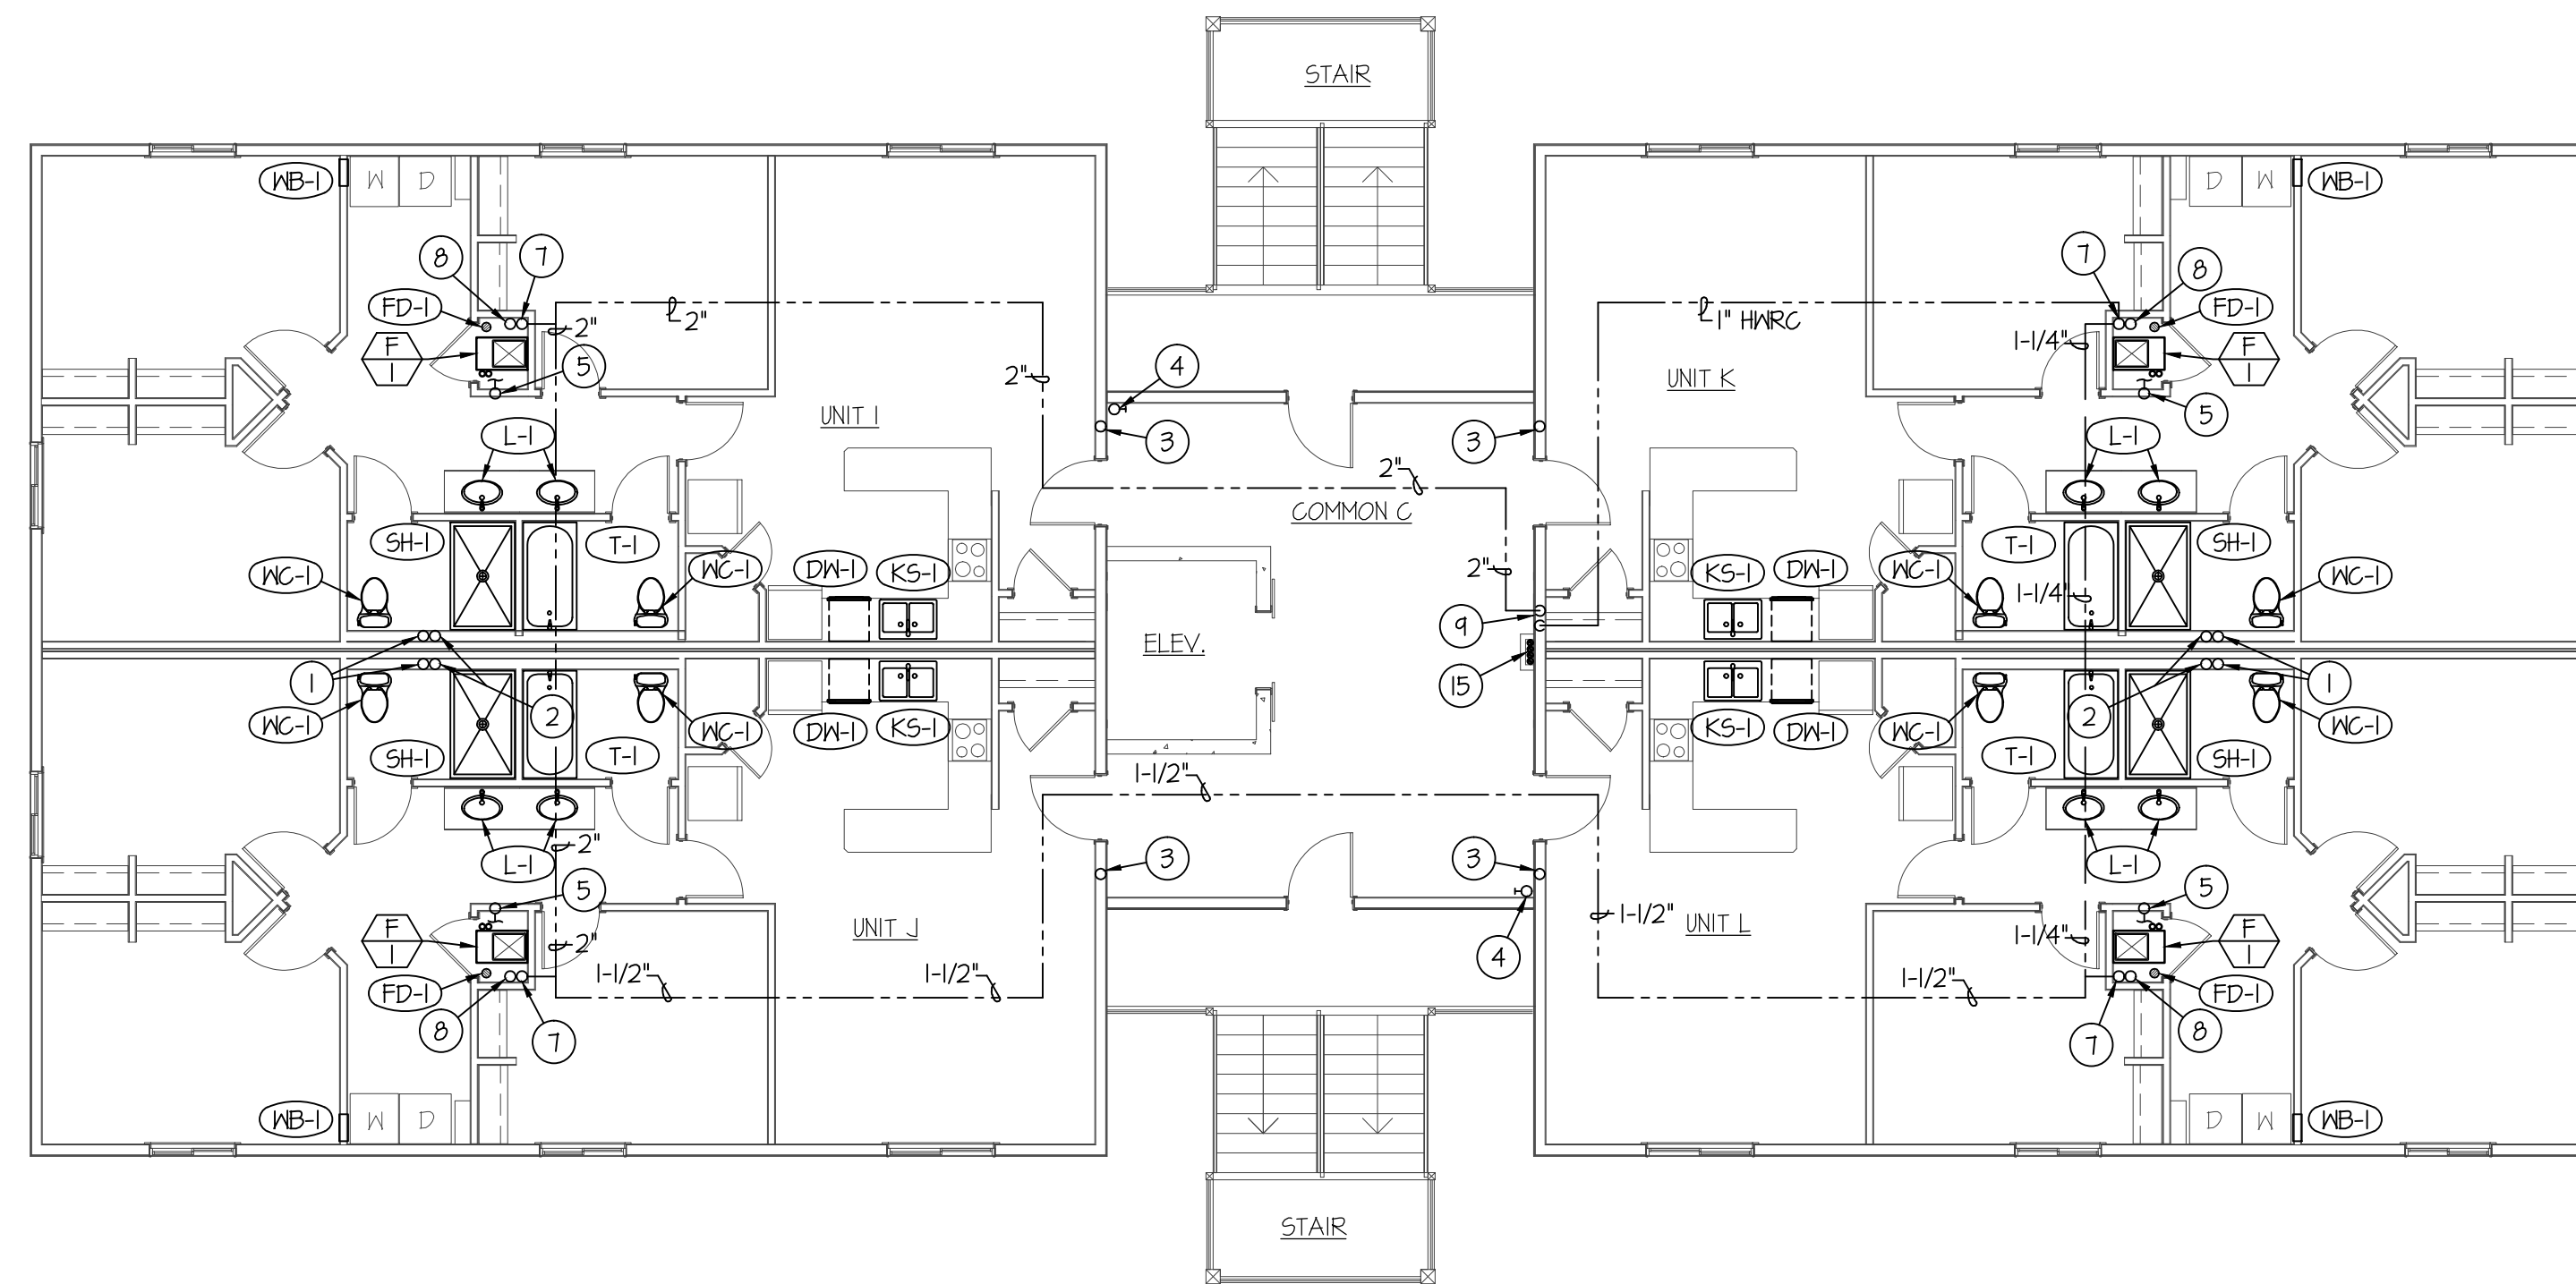 STAIR
WB-1
W
D
D
W
WB-1
8
7
7
8
FD-1
2"
2"
1" HWRC
FD-1
F
1
5
2"
4
UNIT K
1-1/4"
F
1
5
L-1
UNIT I
3
3
L-1
2"
COMMON C
SH-1
T-1
T-1
SH-1
WC-1
WC-1
DW-1
KS-1
2"
KS-1
DW-1
WC-1
1-1/4"
WC-1
9
ELEV.
1
15
1
2
2
WC-1
WC-1
DW-1
KS-1
KS-1
DW-1
WC-1
WC-1
SH-1
T-1
T-1
SH-1
1-1/2"
2"
L-1
3
3
L-1
5
5
F
1
2"
UNIT J
1-1/2"
UNIT L
1-1/4"
F
1
4
FD-1
1-1/2"
1-1/2"
1-1/2"
FD-1
8
7
7
8
WB-1
W
D
D
W
WB-1
STAIR